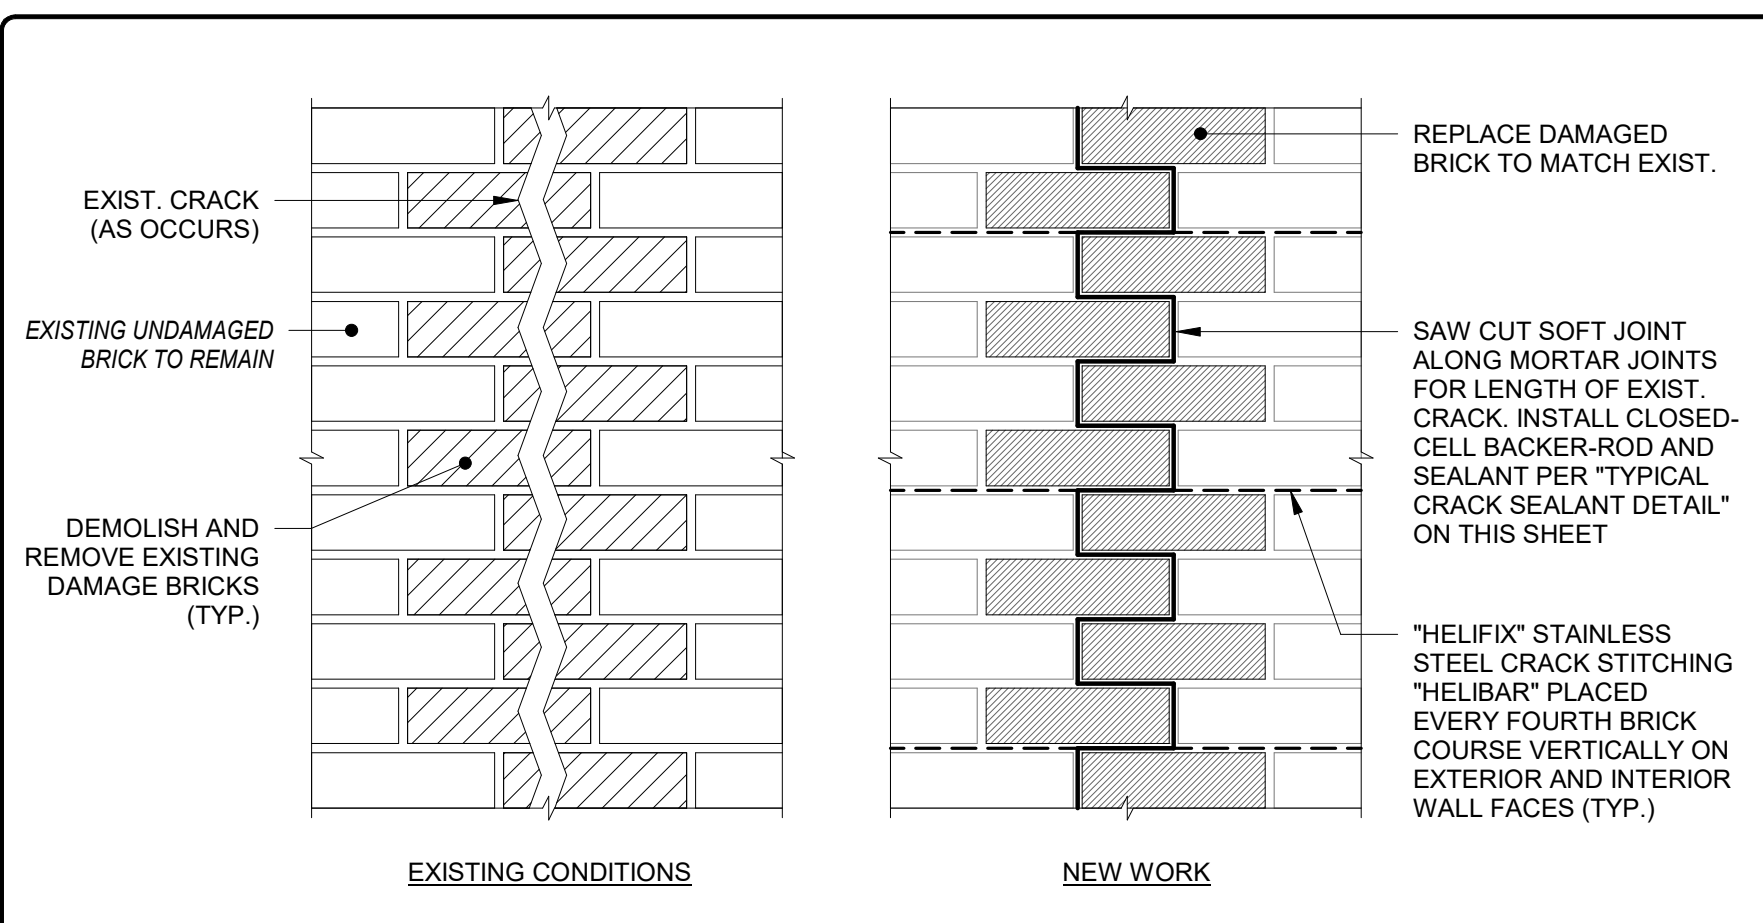 EXIST. CRACK
(AS OCCURS)
EXISTING UNDAMAGED
BRICK TO REMAIN
DEMOLISH AND
REMOVE EXISTING
DAMAGE BRICKS
(TYP.)
EXISTING CONDITIONS
REPLACE DAMAGED
BRICK TO MATCH EXIST.
SAW CUT SOFT JOINT
ALONG MORTAR JOINTS
FOR LENGTH OF EXIST.
CRACK. INSTALL CLOSED-
CELL BACKER-ROD AND
SEALANT PER "TYPICAL
CRACK SEALANT DETAIL"
ON THIS SHEET
"HELIFIX" STAINLESS
STEEL CRACK STITCHING
"HELIBAR" PLACED
EVERY FOURTH BRICK
COURSE VERTICALLY ON
EXTERIOR AND INTERIOR
WALL FACES (TYP.)
NEW WORK